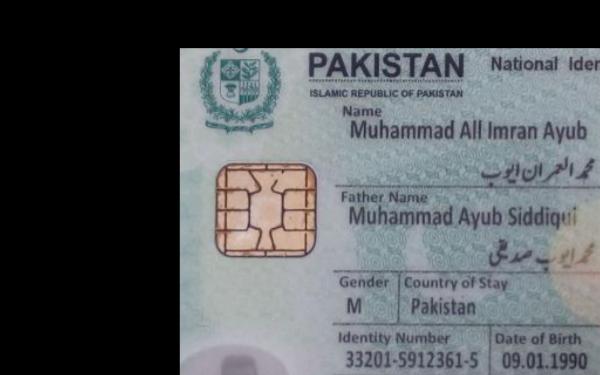 PAKISTAN National Iden
ISLAMIC REPUBLIC OF PAKISTAN
Name
Muhammad All Imran Ayub
محمد العمران ایوب
Father Name
Muhammad Ayub Siddiqui
محمد ایوب صدیقی
Gender Country of Stay
M Pakistan
Identity Number Date of Birth
33201-5912361-5 09.01.1990